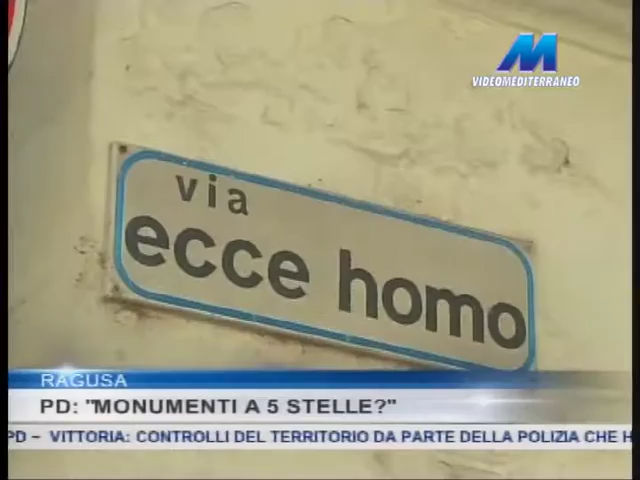 M
VIDEOMEDITERRANEO
via
ecce homo
RAGUSA
PD: "MONUMENTI A 5 STELLE?"
PD – VITTORIA: CONTROLLI DEL TERRITORIO DA PARTE DELLA POLIZIA CHE H